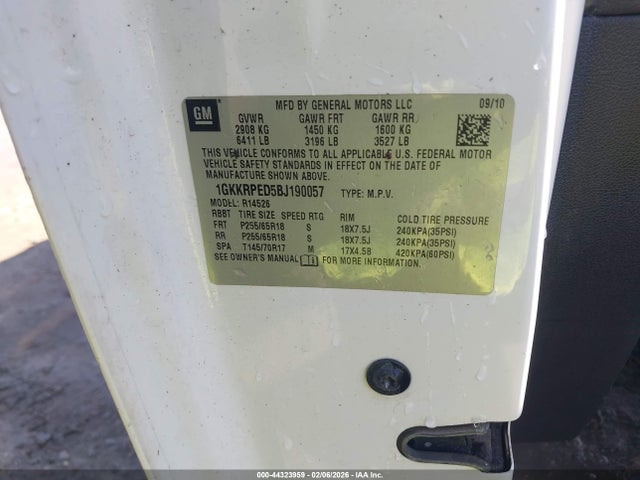 GM
MFD BY GENERAL MOTORS LLC 09/10
GVWR GAWR FRT GAWR RR
2908 KG 1450 KG 1600 KG
6411 LB 3196 LB 3527 LB
THIS VEHICLE CONFORMS TO ALL APPLICABLE U.S. FEDERAL MOTOR
VEHICLE SAFETY STANDARDS IN EFFECT ON THE DATE OF
MANUFACTURE SHOWN ABOVE.
1GKKRPED5BJ190057 TYPE: M.P.V.
MODEL: R14526
RBBT TIRE SIZE SPEED RTG RIM COLD TIRE PRESSURE
FRT P255/65R18 S 18X7.5J 240KPA(35PSI)
RR P255/65R18 S 18X7.5J 240KPA(35PSI)
SPA T145/70R17 M 17X4.5B 420KPA(60PSI)
SEE OWNER'S MANUAL FOR MORE INFORMATION.
000-44323959 - 02/06/2026 - IAAI.COM